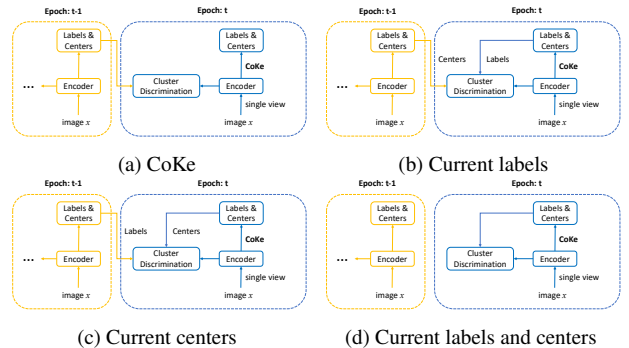 Epoch: t-1
Epoch: t
Labels &
Centers
Labels &
Centers
CoKe
...
Encoder
Cluster
Discrimination
Encoder
single view
image x
image x
(a) CoKe
Epoch: t-1
Epoch: t
Labels &
Centers
Labels &
Centers
Centers
Labels
CoKe
...
Encoder
Cluster
Discrimination
Encoder
single view
image x
image x
(b) Current labels
Epoch: t-1
Epoch: t
Labels &
Centers
Labels &
Centers
Labels
Centers
CoKe
...
Encoder
Cluster
Discrimination
Encoder
single view
image x
image x
(c) Current centers
Epoch: t-1
Epoch: t
Labels &
Centers
Labels &
Centers
CoKe
...
Encoder
Cluster
Discrimination
Encoder
single view
image x
image x
(d) Current labels and centers